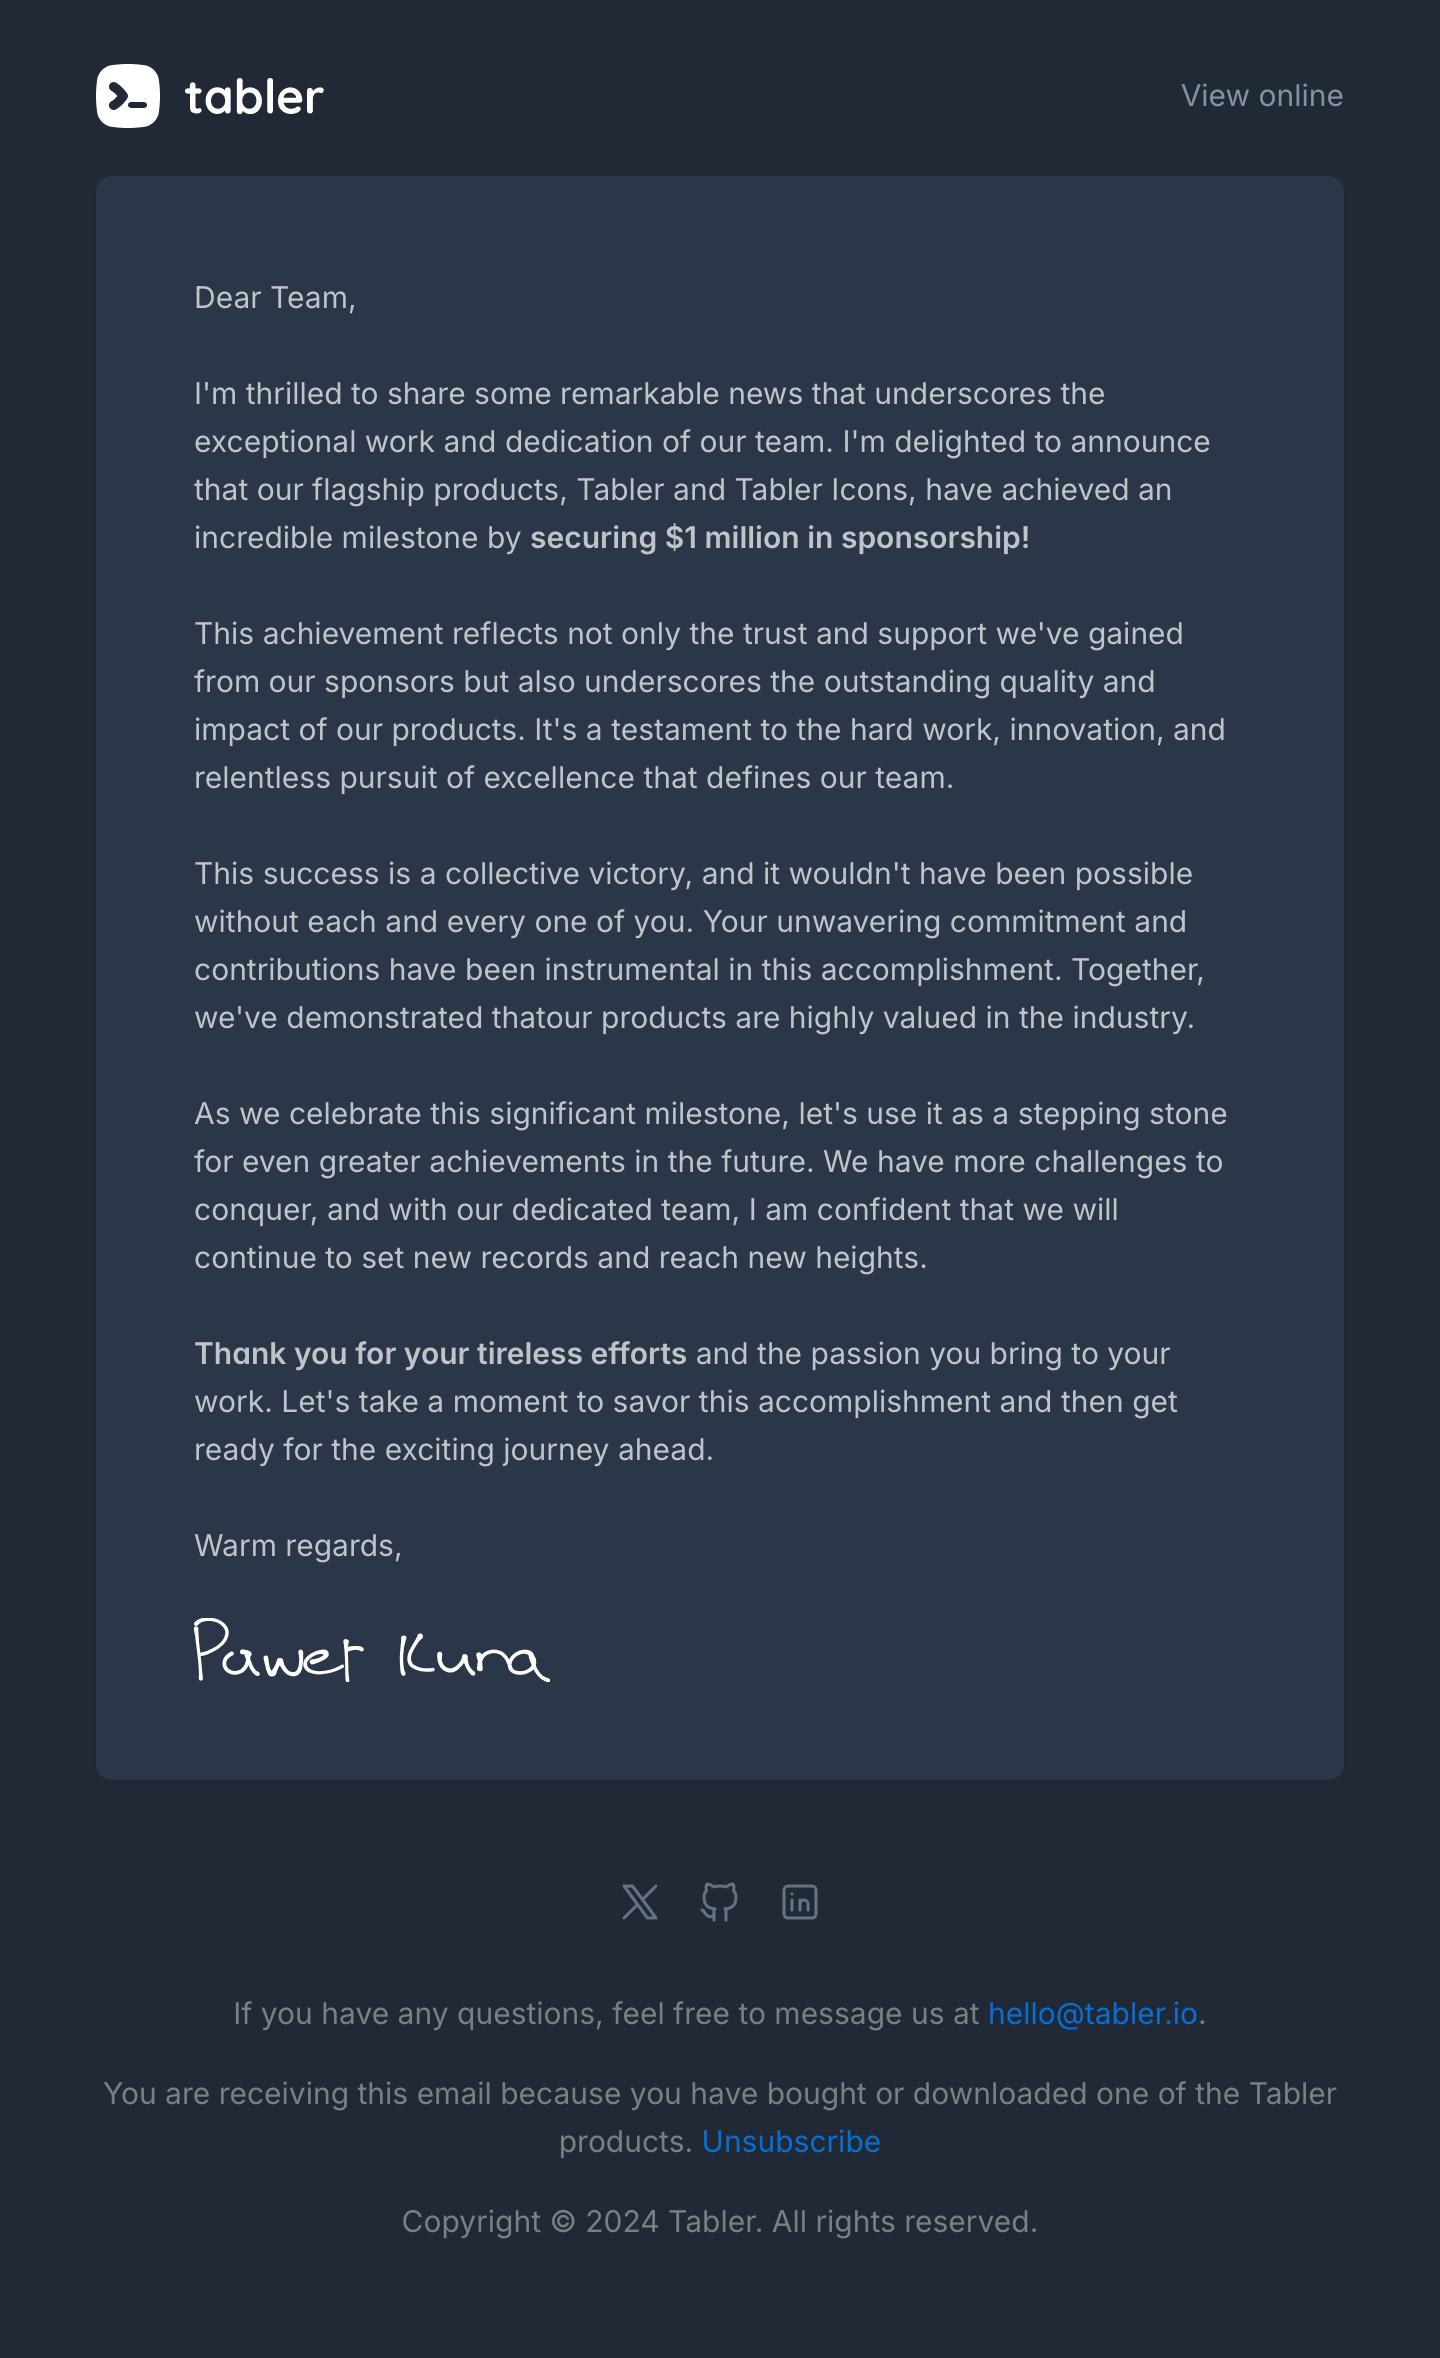 tabler
View online
Dear Team,
I'm thrilled to share some remarkable news that underscores the
exceptional work and dedication of our team. I'm delighted to announce
that our flagship products, Tabler and Tabler Icons, have achieved an
incredible milestone by securing $1 million in sponsorship!
This achievement reflects not only the trust and support we've gained
from our sponsors but also underscores the outstanding quality and
impact of our products. It's a testament to the hard work, innovation, and
relentless pursuit of excellence that defines our team.
This success is a collective victory, and it wouldn't have been possible
without each and every one of you. Your unwavering commitment and
contributions have been instrumental in this accomplishment. Together,
we've demonstrated thatour products are highly valued in the industry.
As we celebrate this significant milestone, let's use it as a stepping stone
for even greater achievements in the future. We have more challenges to
conquer, and with our dedicated team, I am confident that we will
continue to set new records and reach new heights.
Thank you for your tireless efforts and the passion you bring to your
work. Let's take a moment to savor this accomplishment and then get
ready for the exciting journey ahead.
Warm regards,
Paweł Kuna
in
If you have any questions, feel free to message us at hello@tabler.io.
You are receiving this email because you have bought or downloaded one of the Tabler
products. Unsubscribe
Copyright © 2024 Tabler. All rights reserved.